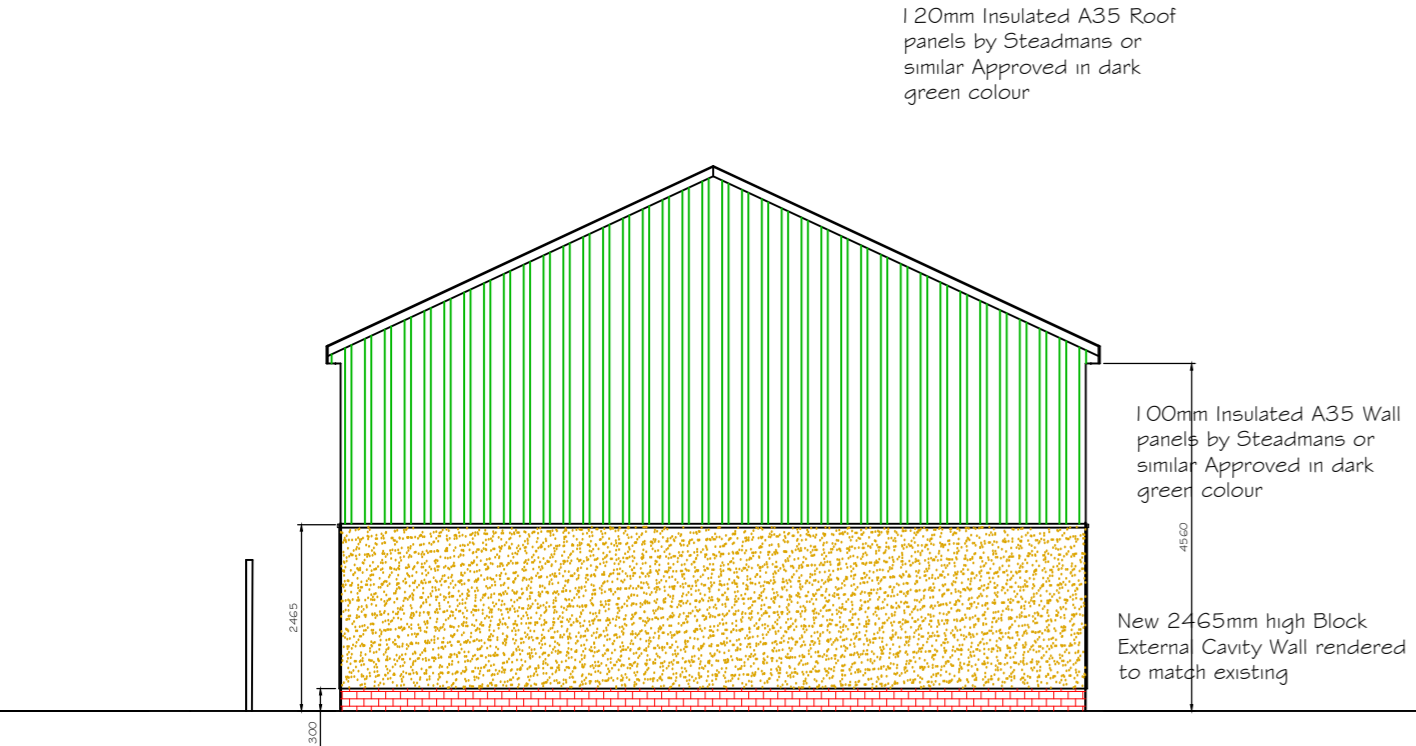 120mm Insulated A35 Roof
panels by Steadmans or
similar Approved in dark
green colour
100mm Insulated A35 Wall
panels by Steadmans or
similar Approved in dark
green colour
4560
2465
New 2465mm high Block
External Cavity Wall rendered
to match existing
300